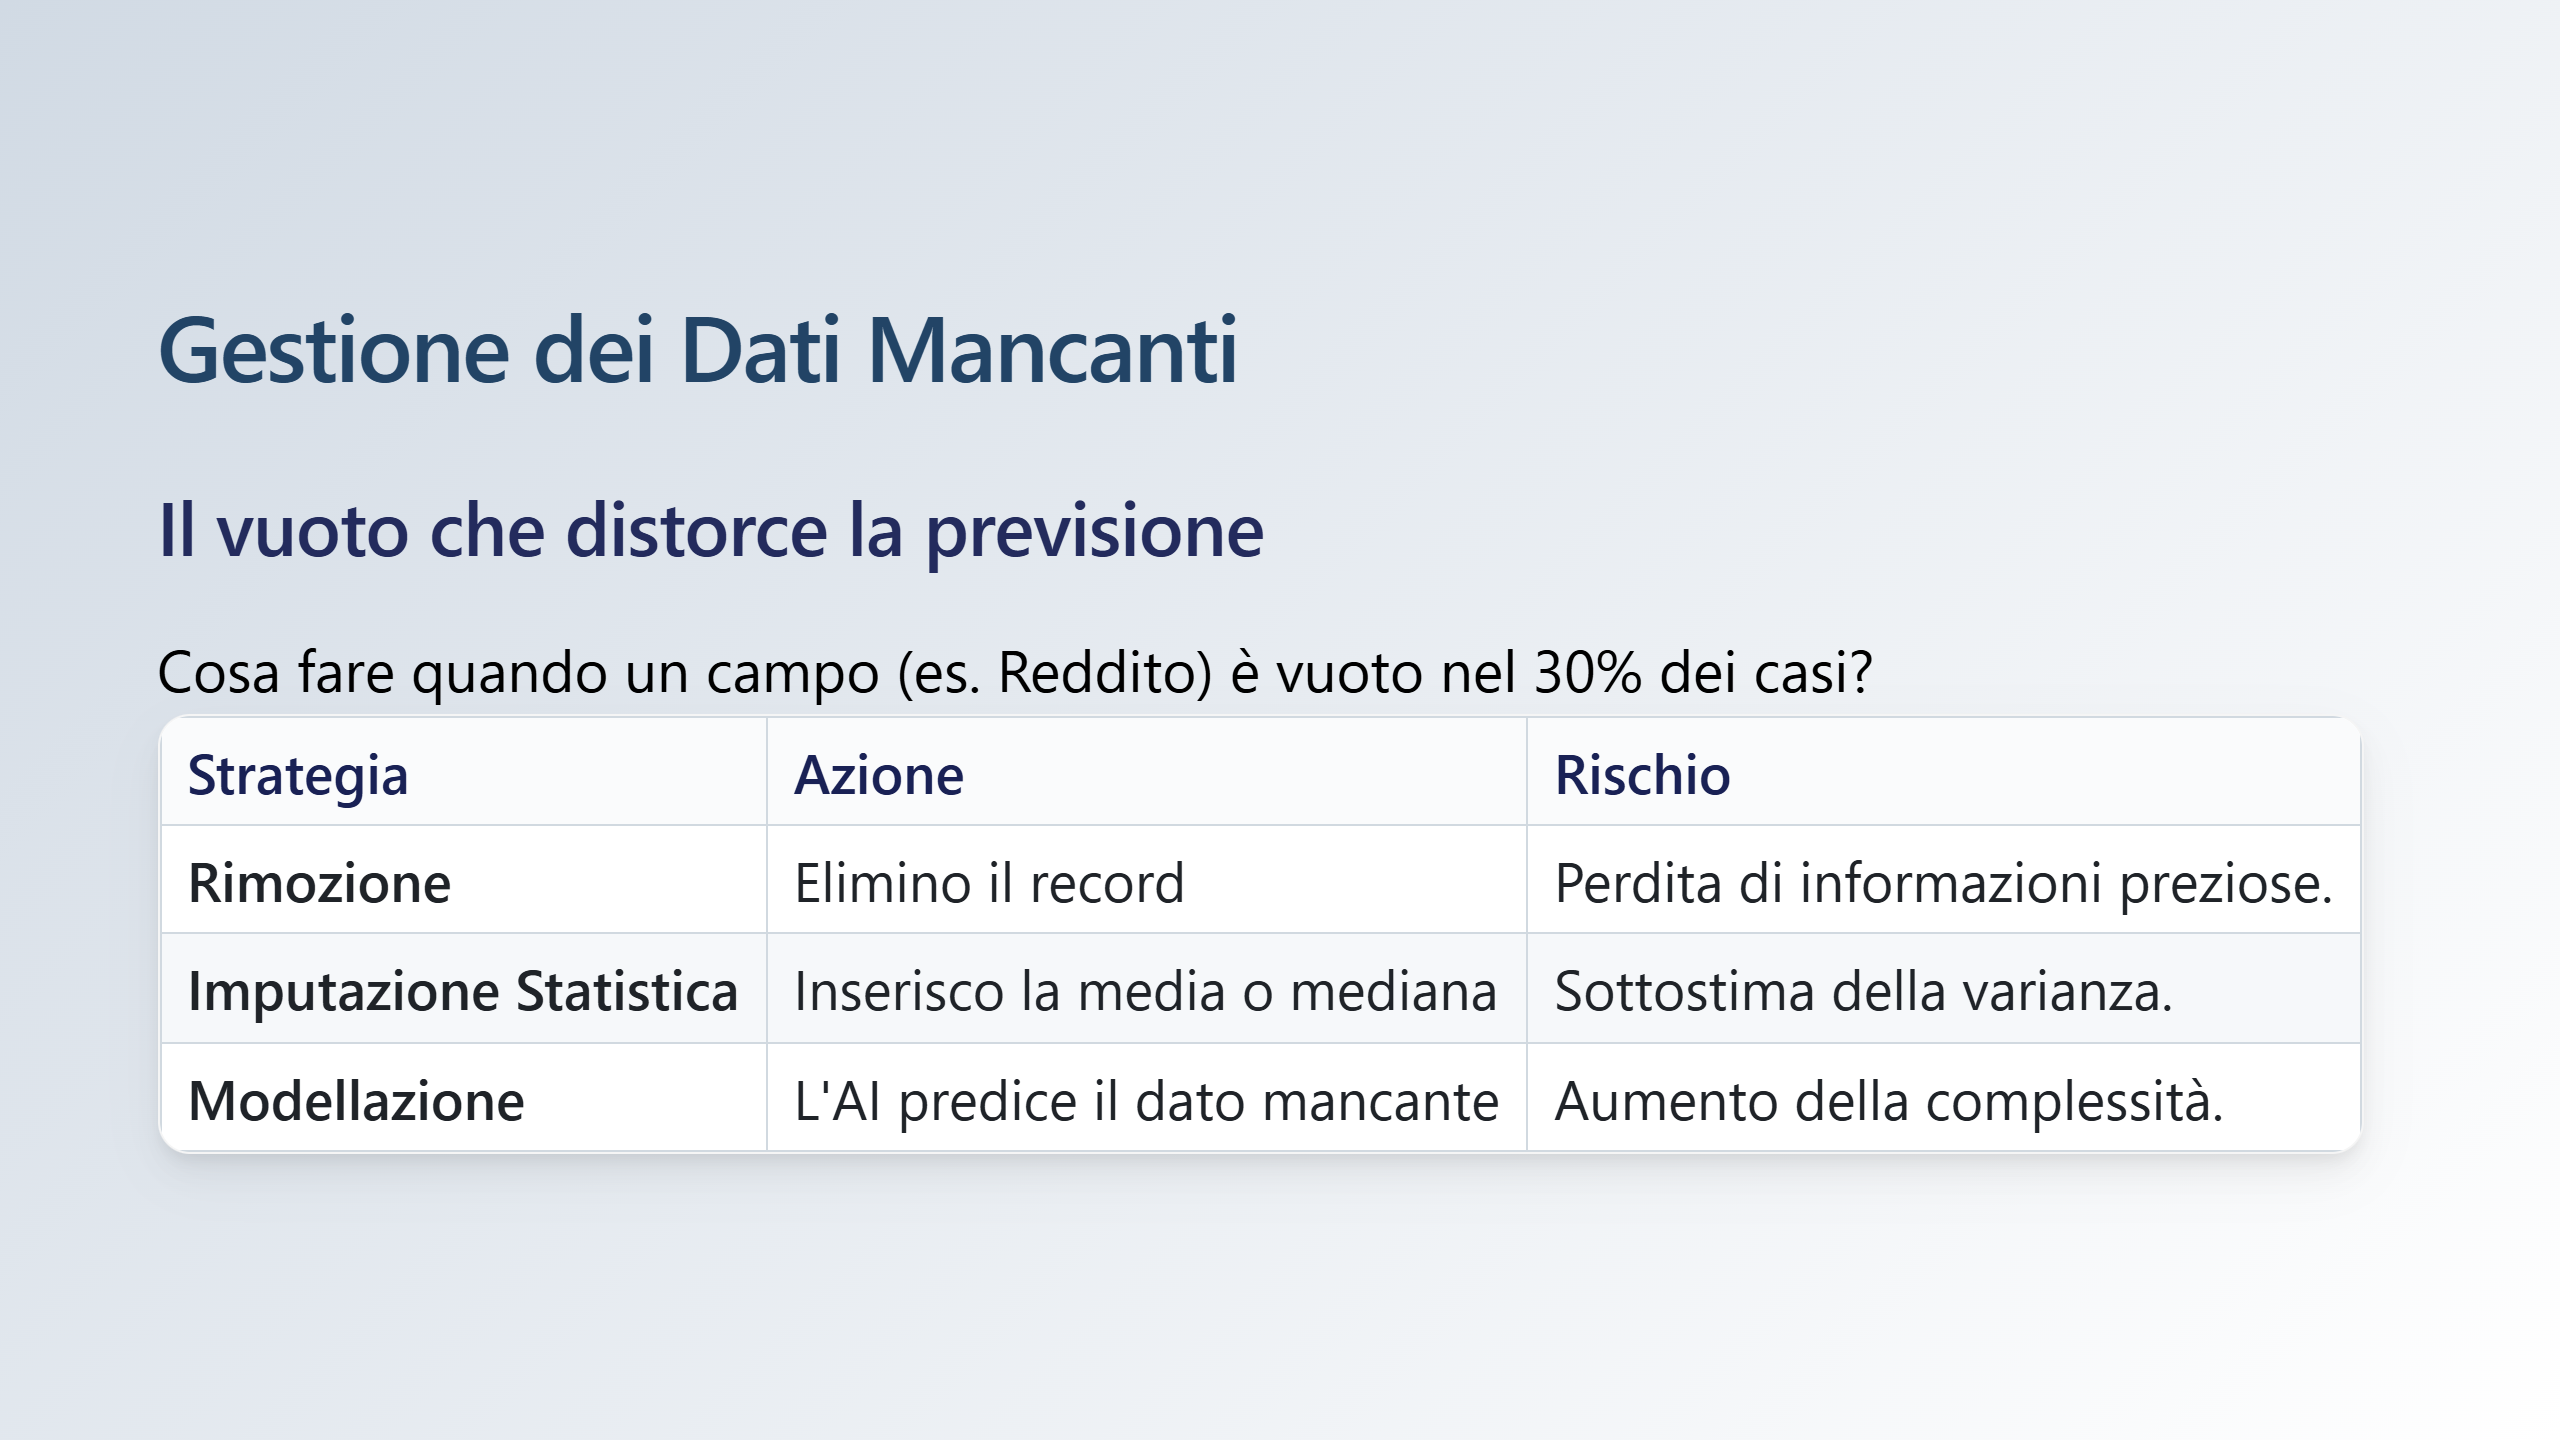 Gestione dei Dati Mancanti
Il vuoto che distorce la previsione
Cosa fare quando un campo (es. Reddito) è vuoto nel 30% dei casi?
Strategia Azione Rischio
Rimozione Elimino il record Perdita di informazioni preziose.
Imputazione Statistica Inserisco la media o mediana Sottostima della varianza.
Modellazione L'AI predice il dato mancante Aumento della complessità.